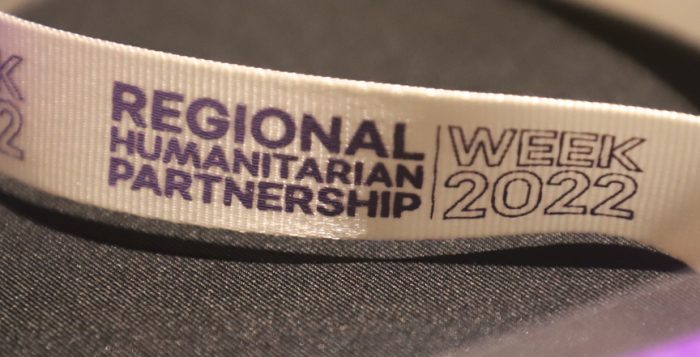 REGIONAL
HUMANITARIAN
PARTNERSHIP
WEEK
2022